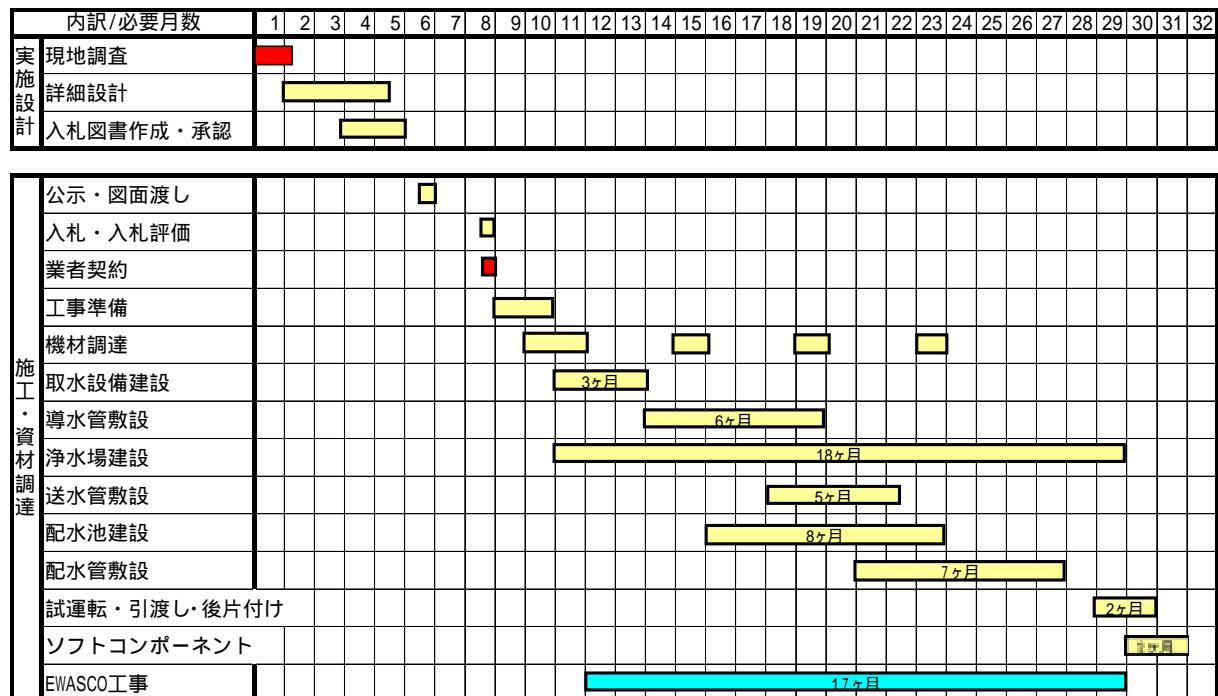 内訳/必要月数 1 2 3 4 5 6 7 8 9 10 11 12 13 14 15 16 17 18 19 20 21 22 23 24 25 26 27 28 29 30 31 32
実施設計
現地調査
詳細設計
入札図書作成・承認
施工・資材調達
公示・図面渡し
入札・入札評価
業者契約
工事準備
機材調達
取水設備建設 3ヶ月
導水管敷設 6ヶ月
浄水場建設 18ヶ月
送水管敷設 5ヶ月
配水池建設 8ヶ月
配水管敷設 7ヶ月
試運転・引渡し・後片付け 2ヶ月
ソフトコンポーネント ヶ月
EWASCO工事 17ヶ月